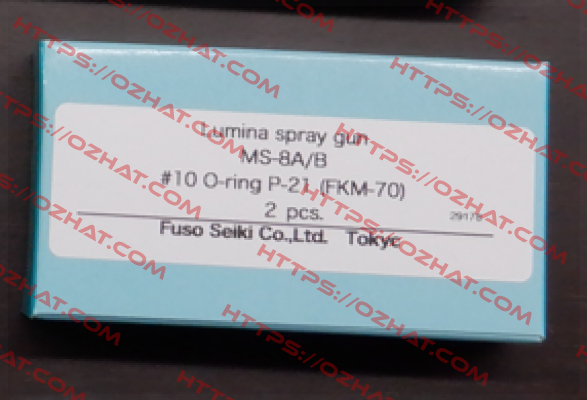 Lumina spray gun
MS-8A/B
#10 O-ring P-21 (FKM-70)
2 pcs.
Fuso Seiki Co.,Ltd. Tokyo
HTTPS://OZHAT.COM